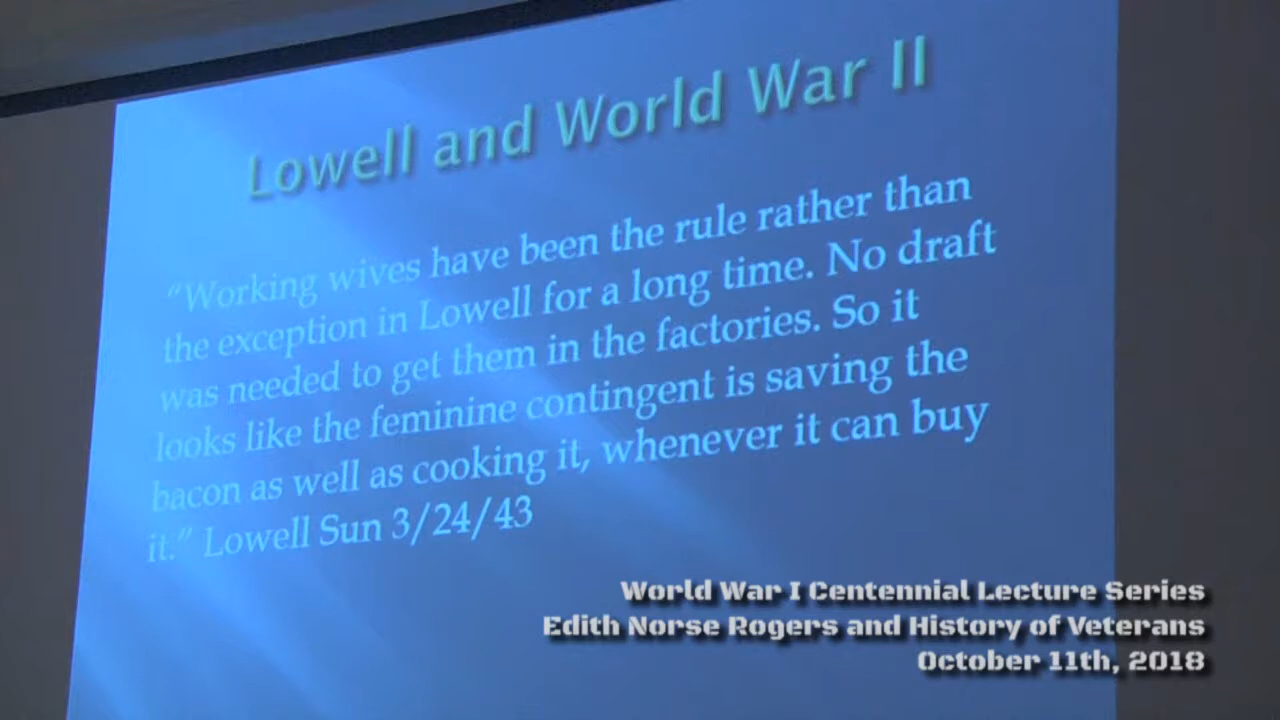 Lowell and World War II
“Working wives have been the rule rather than
the exception in Lowell for a long time. No draft
was needed to get them in the factories. So it
looks like the feminine contingent is saving the
bacon as well as cooking it, whenever it can buy
it.” Lowell Sun 3/24/43
World War I Centennial Lecture Series
Edith Norse Rogers and History of Veterans
October 11th, 2018